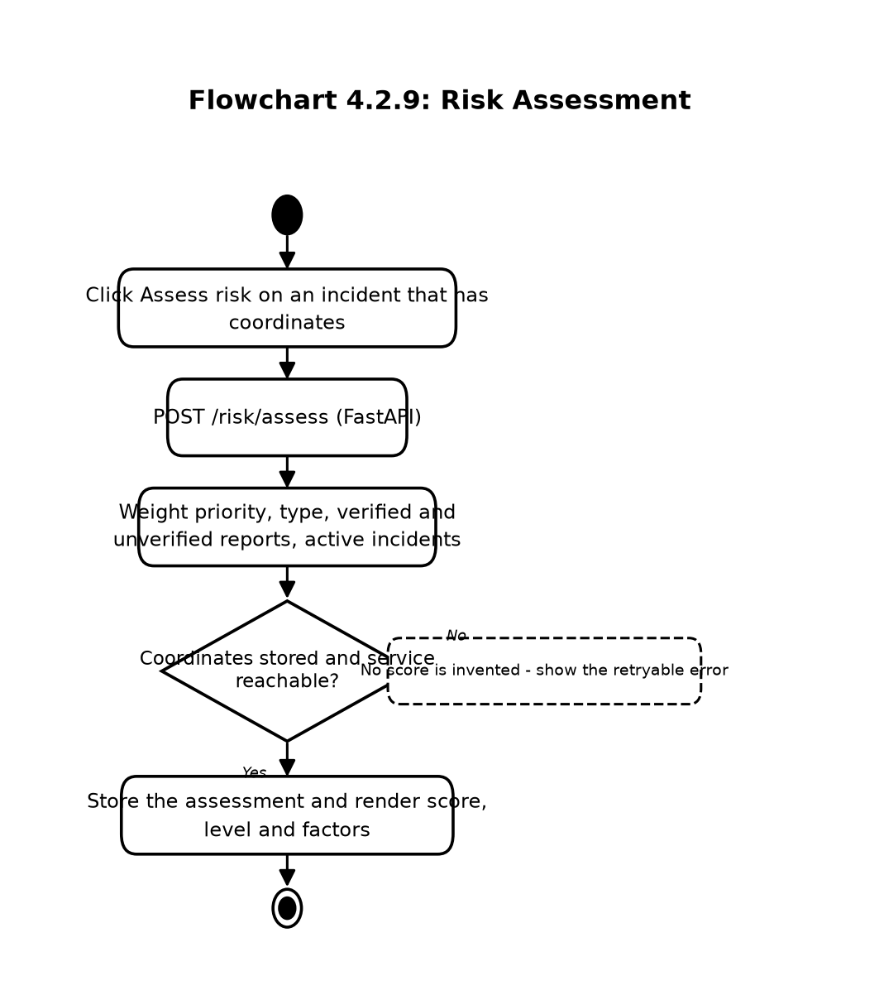 Flowchart 4.2.9: Risk Assessment
Click Assess risk on an incident that has
coordinates
POST /risk/assess (FastAPI)
Weight priority, type, verified and
unverified reports, active incidents
Coordinates stored and service
reachable?
No
No score is invented - show the retryable error
Yes
Store the assessment and render score,
level and factors